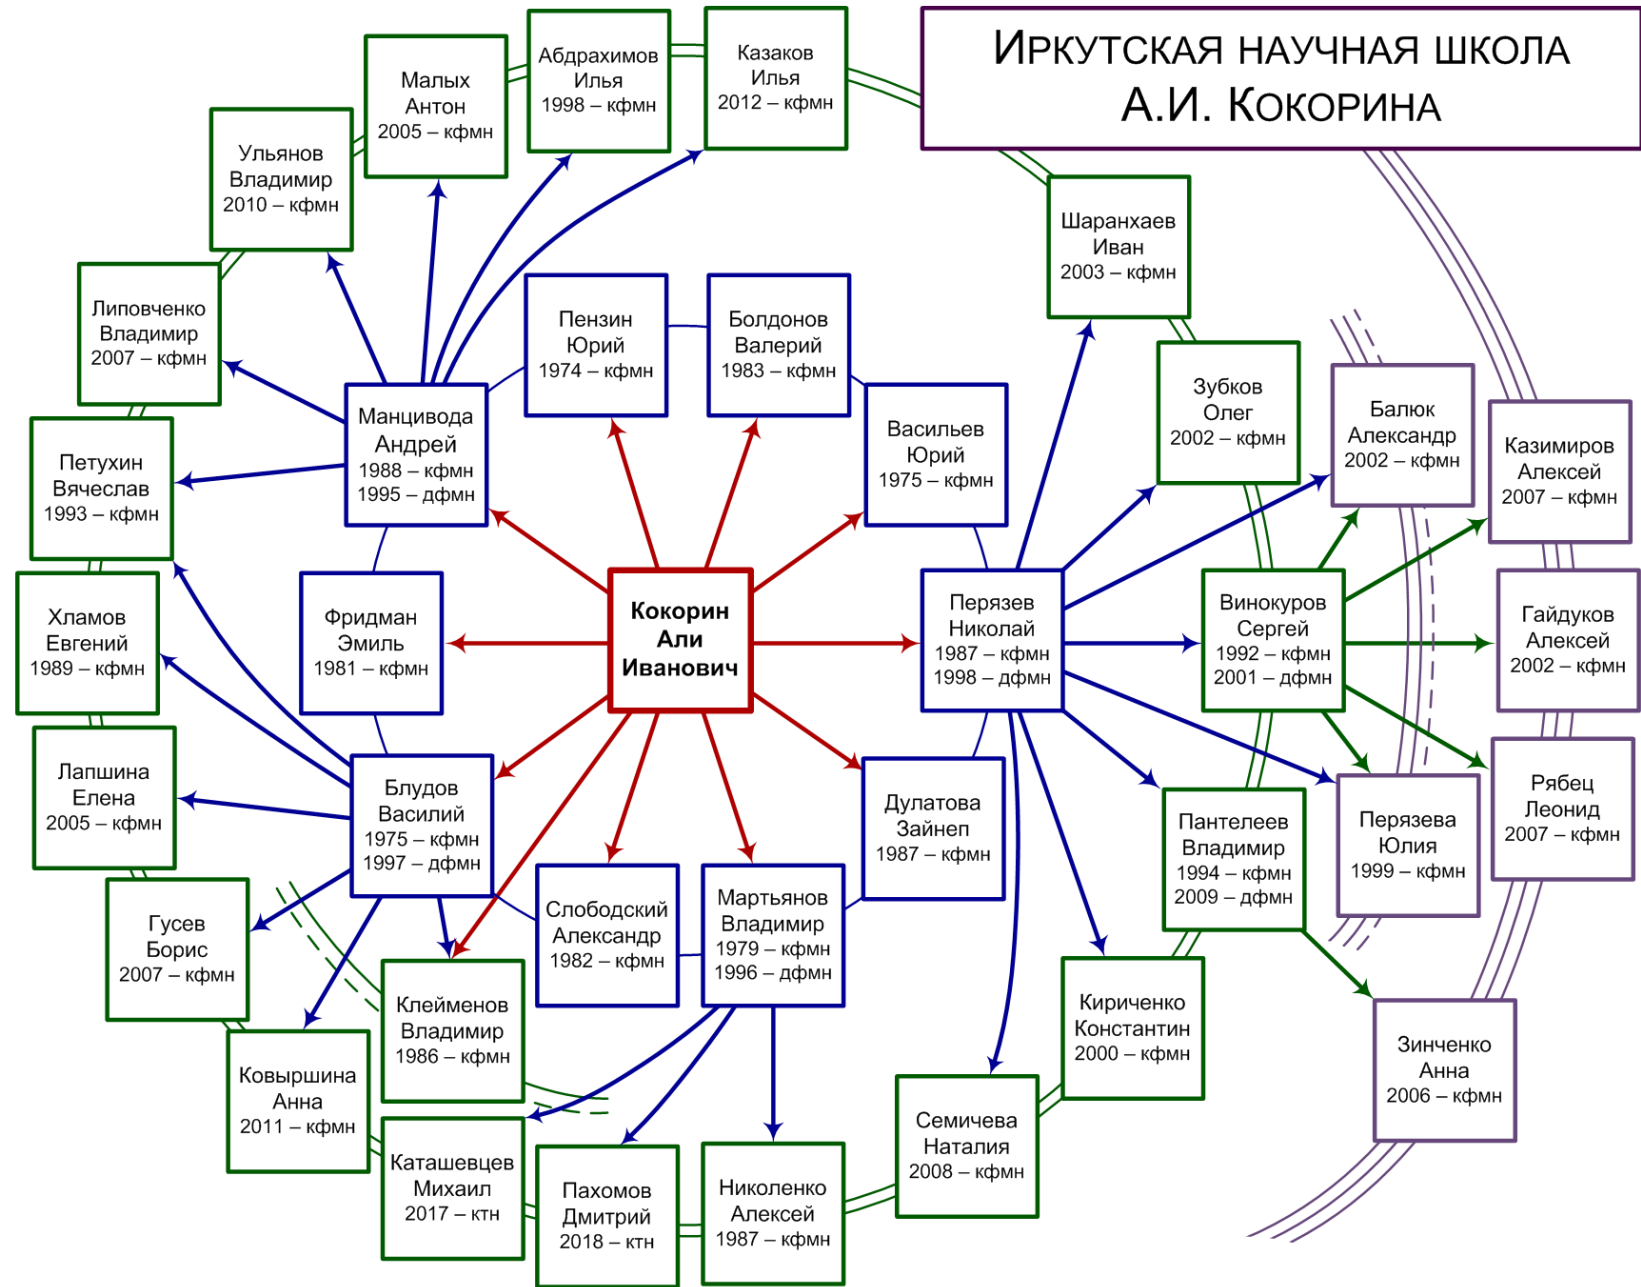 ИРКУТСКАЯ НАУЧНАЯ ШКОЛА
А.И. КОКОРИНА
Казаков
Илья
2012 – кфмн
Абдрахимов
Илья
1998 – кфмн
Малых
Антон
2005 – кфмн
Ульянов
Владимир
2010 – кфмн
Липовченко
Владимир
2007 – кфмн
Петухин
Вячеслав
1993 – кфмн
Хламов
Евгений
1989 – кфмн
Лапшина
Елена
2005 – кфмн
Гусев
Борис
2007 – кфмн
Ковыршина
Анна
2011 – кфмн
Клейменов
Владимир
1986 – кфмн
Каташевцев
Михаил
2017 – ктн
Пахомов
Дмитрий
2018 – ктн
Николенко
Алексей
1987 – кфмн
Семичева
Наталия
2008 – кфмн
Кириченко
Константин
2000 – кфмн
Пантелеев
Владимир
1994 – кфмн
2009 – дфмн
Винокуров
Сергей
1992 – кфмн
2001 – дфмн
Зубков
Олег
2002 – кфмн
Шаранхаев
Иван
2003 – кфмн
Пензин
Юрий
1974 – кфмн
Болдонов
Валерий
1983 – кфмн
Васильев
Юрий
1975 – кфмн
Манцивода
Андрей
1988 – кфмн
1995 – дфмн
Фридман
Эмиль
1981 – кфмн
Кокорин
Али
Иванович
Перязев
Николай
1987 – кфмн
1998 – дфмн
Блудов
Василий
1975 – кфмн
1997 – дфмн
Слободский
Александр
1982 – кфмн
Мартьянов
Владимир
1979 – кфмн
1996 – дфмн
Дулатова
Зайнеп
1987 – кфмн
Балюк
Александр
2002 – кфмн
Казимиров
Алексей
2007 – кфмн
Гайдуков
Алексей
2002 – кфмн
Рябец
Леонид
2007 – кфмн
Перязева
Юлия
1999 – кфмн
Зинченко
Анна
2006 – кфмн